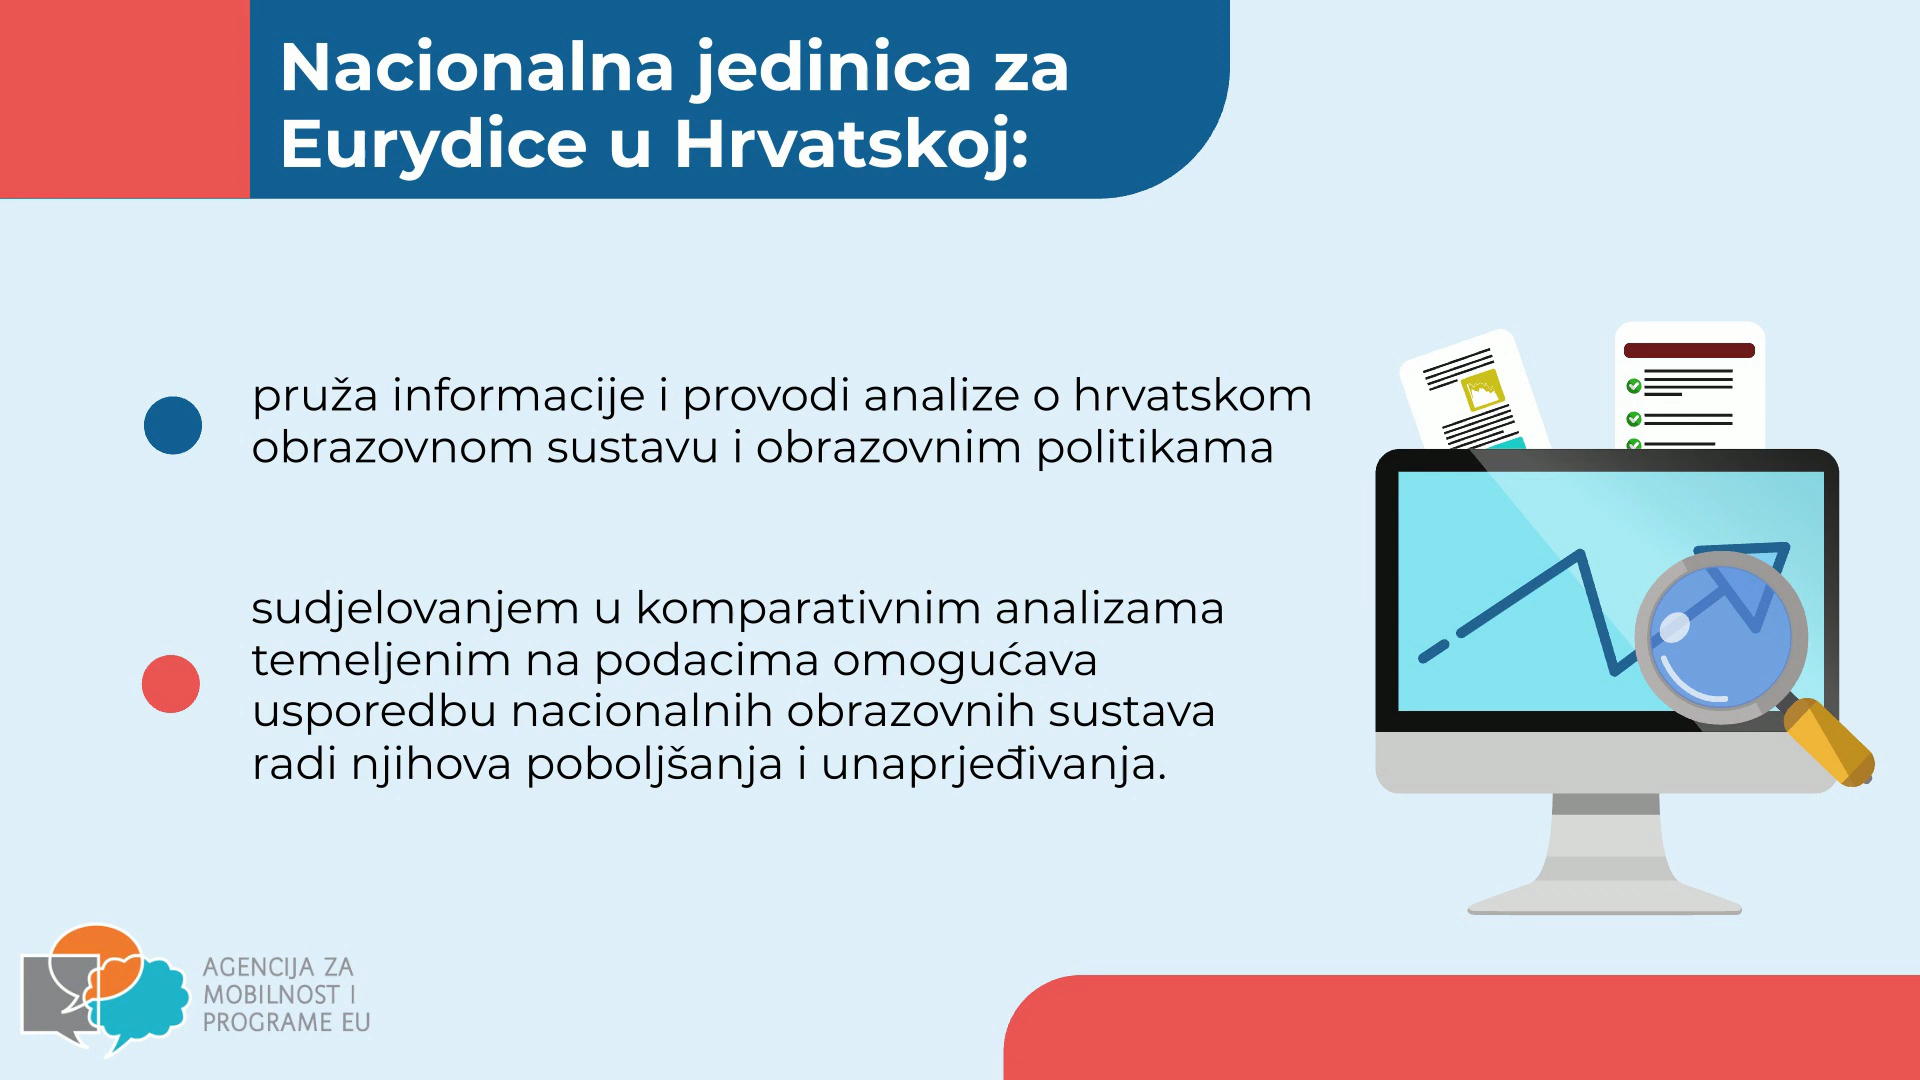 Nacionalna jedinica za
Eurydice u Hrvatskoj:
pruža informacije i provodi analize o hrvatskom
obrazovnom sustavu i obrazovnim politikama
sudjelovanjem u komparativnim analizama
temeljenim na podacima omogućava
usporedbu nacionalnih obrazovnih sustava
radi njihova poboljšanja i unaprjeđivanja.
AGENCIJA ZA
MOBILNOST I
PROGRAME EU